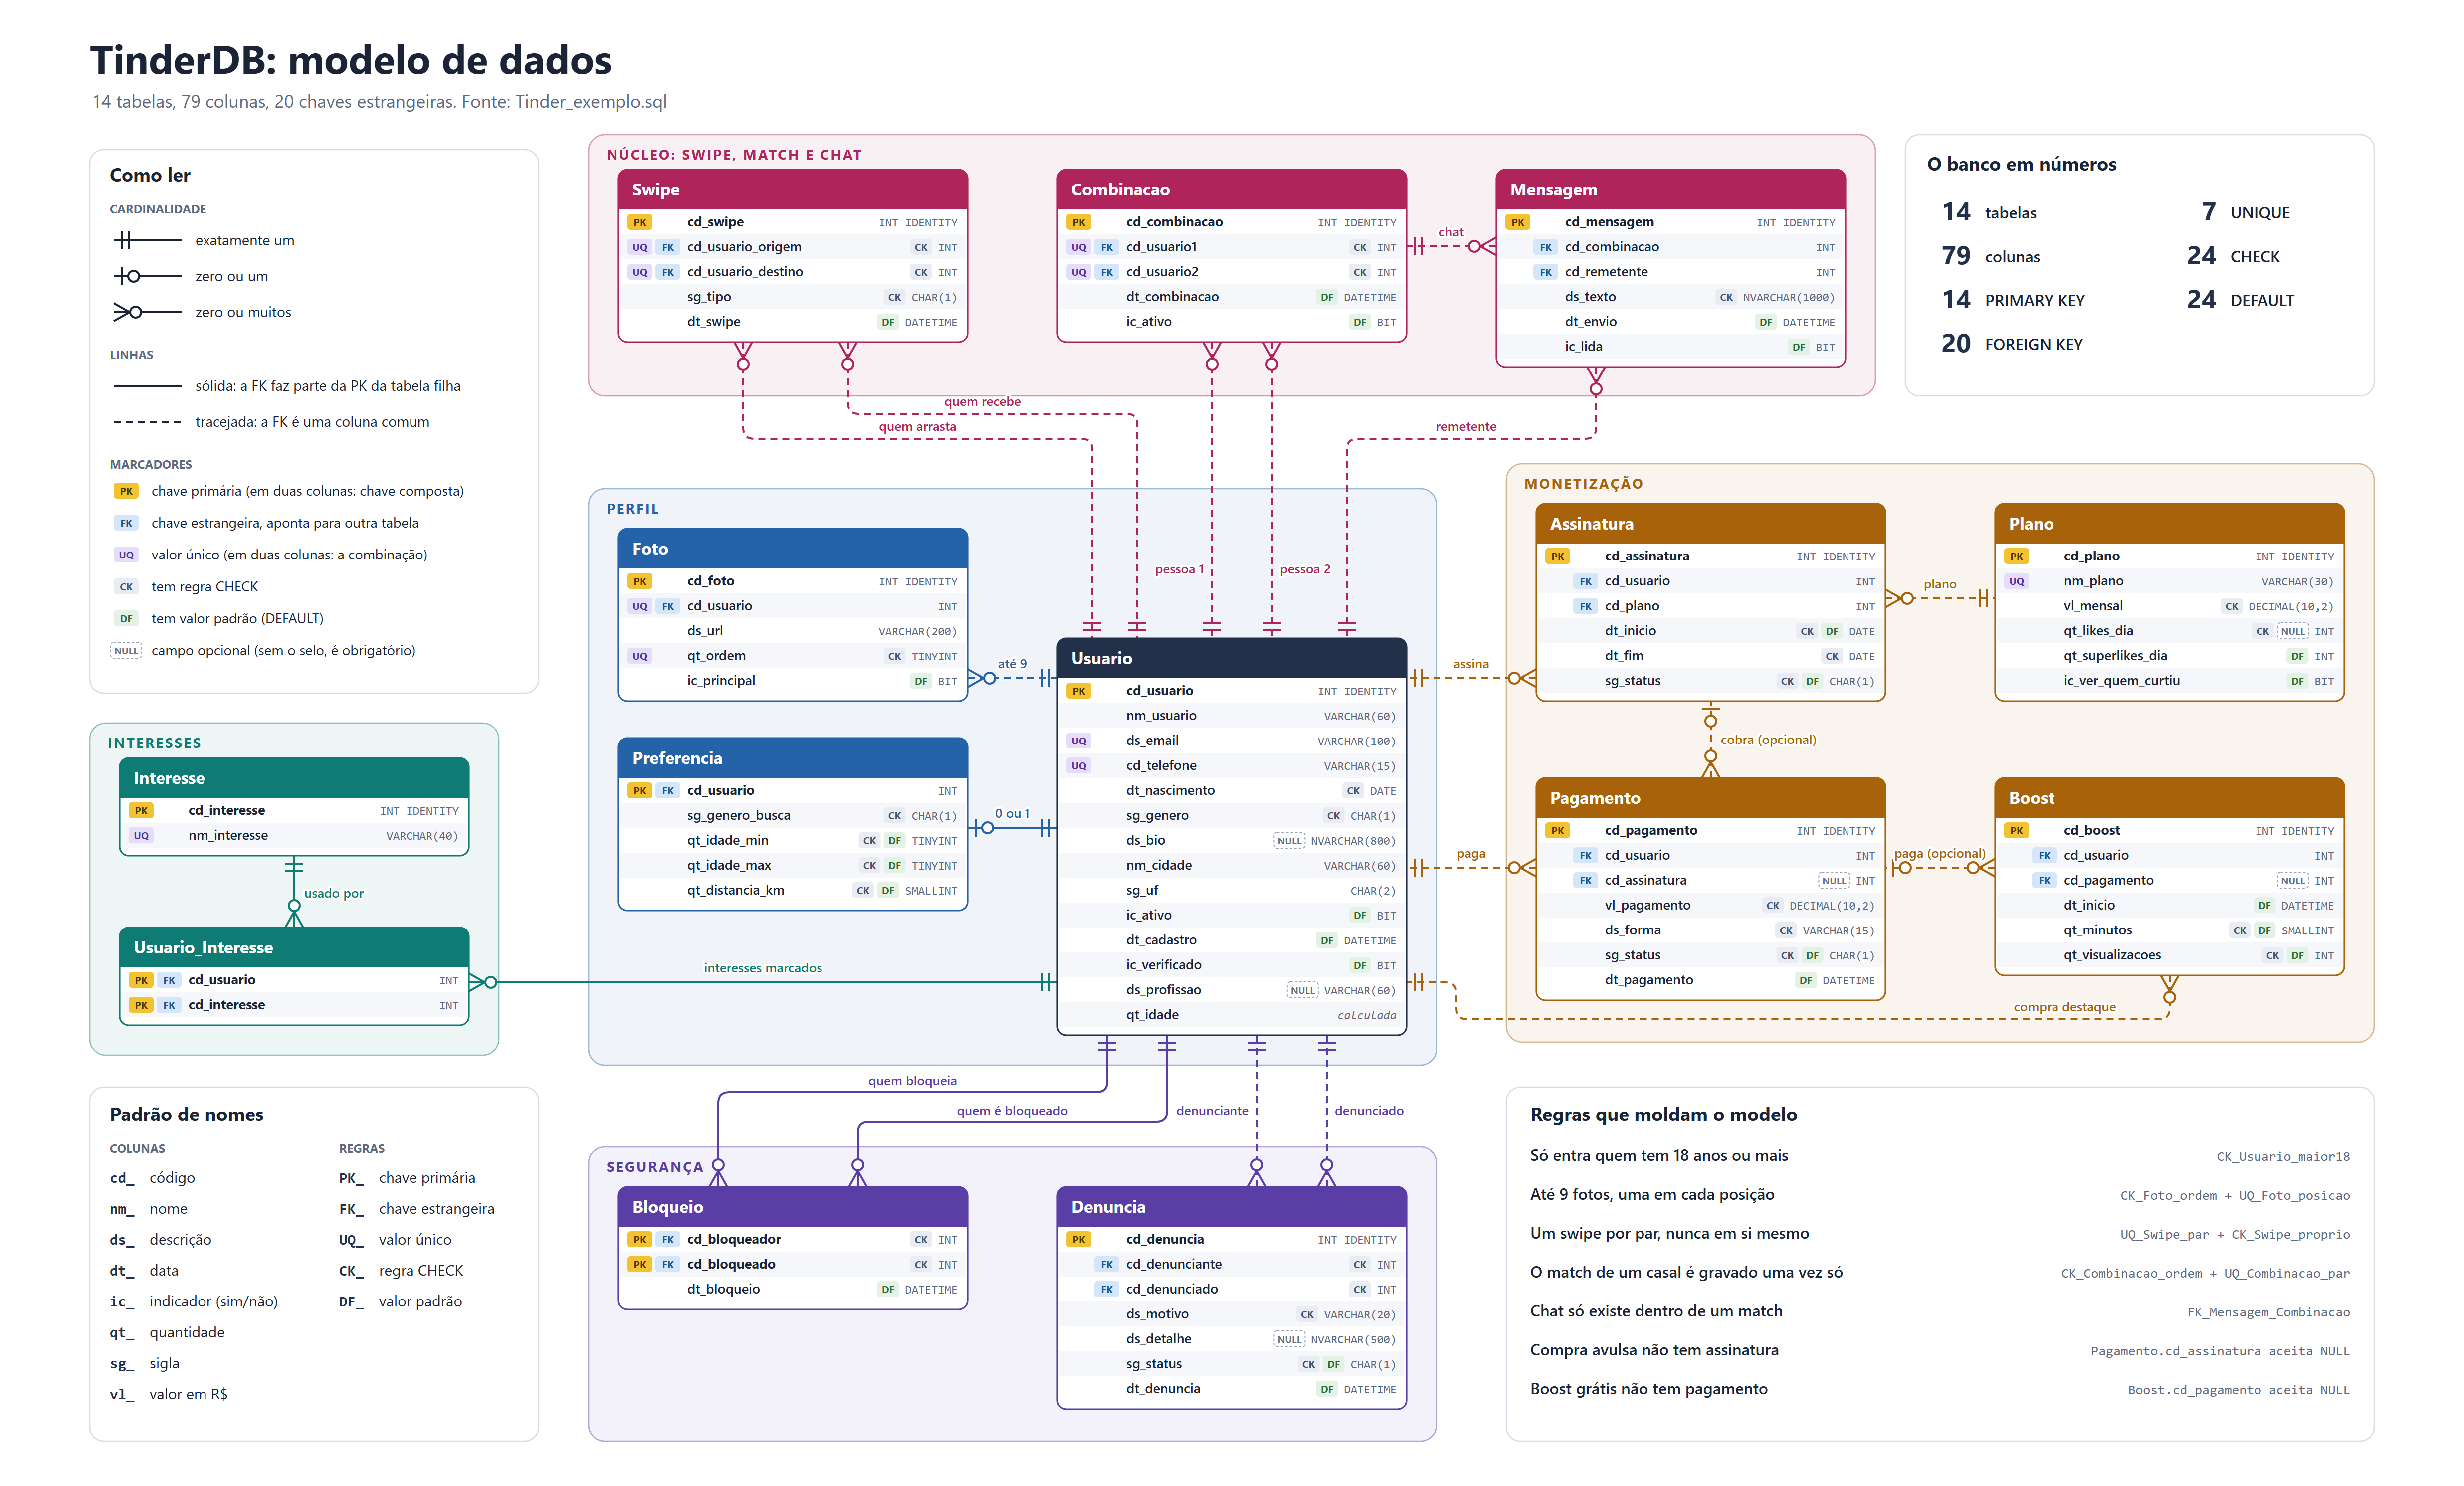 TinderDB: modelo de dados
14 tabelas, 79 colunas, 20 chaves estrangeiras. Fonte: Tinder_exemplo.sql
Como ler
CARDINALIDADE
exatamente um
zero ou um
zero ou muitos
LINHAS
sólida: a FK faz parte da PK da tabela filha
tracejada: a FK é uma coluna comum
MARCADORES
PK chave primária (em duas colunas: chave composta)
FK chave estrangeira, aponta para outra tabela
UQ valor único (em duas colunas: a combinação)
CK tem regra CHECK
DF tem valor padrão (DEFAULT)
NULL campo opcional (sem o selo, é obrigatório)
NÚCLEO: SWIPE, MATCH E CHAT
Swipe
PK cd_swipe INT IDENTITY
UQ FK cd_usuario_origem CK INT
UQ FK cd_usuario_destino CK INT
sg_tipo CK CHAR(1)
dt_swipe DF DATETIME
Combinacao
PK cd_combinacao INT IDENTITY
UQ FK cd_usuario1 CK INT
UQ FK cd_usuario2 CK INT
dt_combinacao DF DATETIME
ic_ativo DF BIT
chat
Mensagem
PK cd_mensagem INT IDENTITY
FK cd_combinacao INT
FK cd_remetente INT
ds_texto CK NVARCHAR(1000)
dt_envio DF DATETIME
ic_lida DF BIT
O banco em números
14 tabelas 7 UNIQUE
79 colunas 24 CHECK
14 PRIMARY KEY 24 DEFAULT
20 FOREIGN KEY
quem recebe
quem arrasta
remetente
pessoa 1
pessoa 2
PERFIL
Foto
PK cd_foto INT IDENTITY
UQ FK cd_usuario INT
ds_url VARCHAR(200)
UQ qt_ordem CK TINYINT
ic_principal DF BIT
até 9
Preferencia
PK FK cd_usuario INT
sg_genero_busca CK CHAR(1)
qt_idade_min CK DF TINYINT
qt_idade_max CK DF TINYINT
qt_distancia_km CK DF SMALLINT
0 ou 1
Usuario
PK cd_usuario INT IDENTITY
nm_usuario VARCHAR(60)
UQ ds_email VARCHAR(100)
UQ cd_telefone VARCHAR(15)
dt_nascimento CK DATE
sg_genero CK CHAR(1)
ds_bio NULL NVARCHAR(800)
nm_cidade VARCHAR(60)
sg_uf CHAR(2)
ic_ativo DF BIT
dt_cadastro DF DATETIME
ic_verificado DF BIT
ds_profissao NULL VARCHAR(60)
qt_idade calculada
MONETIZAÇÃO
Assinatura
PK cd_assinatura INT IDENTITY
FK cd_usuario INT
FK cd_plano INT
dt_inicio CK DF DATE
dt_fim CK DATE
sg_status CK DF CHAR(1)
assina
plano
Plano
PK cd_plano INT IDENTITY
UQ nm_plano VARCHAR(30)
vl_mensal CK DECIMAL(10,2)
qt_likes_dia CK NULL INT
qt_superlikes_dia DF INT
ic_ver_quem_curtiu DF BIT
cobra (opcional)
Pagamento
PK cd_pagamento INT IDENTITY
FK cd_usuario INT
FK cd_assinatura NULL INT
vl_pagamento CK DECIMAL(10,2)
ds_forma CK VARCHAR(15)
sg_status CK DF CHAR(1)
dt_pagamento DF DATETIME
paga
paga (opcional)
Boost
PK cd_boost INT IDENTITY
FK cd_usuario INT
FK cd_pagamento NULL INT
dt_inicio DF DATETIME
qt_minutos CK DF SMALLINT
qt_visualizacoes CK DF INT
compra destaque
INTERESSES
Interesse
PK cd_interesse INT IDENTITY
UQ nm_interesse VARCHAR(40)
usado por
Usuario_Interesse
PK FK cd_usuario INT
PK FK cd_interesse INT
interesses marcados
quem bloqueia
quem é bloqueado
denunciante
denunciado
SEGURANÇA
Bloqueio
PK FK cd_bloqueador CK INT
PK FK cd_bloqueado CK INT
dt_bloqueio DF DATETIME
Denuncia
PK cd_denuncia INT IDENTITY
FK cd_denunciante CK INT
FK cd_denunciado CK INT
ds_motivo CK VARCHAR(20)
ds_detalhe NULL NVARCHAR(500)
sg_status CK DF CHAR(1)
dt_denuncia DF DATETIME
Padrão de nomes
COLUNAS REGRAS
cd_ código PK_ chave primária
nm_ nome FK_ chave estrangeira
ds_ descrição UQ_ valor único
dt_ data CK_ regra CHECK
ic_ indicador (sim/não) DF_ valor padrão
qt_ quantidade
sg_ sigla
vl_ valor em R$
Regras que moldam o modelo
Só entra quem tem 18 anos ou mais CK_Usuario_maior18
Até 9 fotos, uma em cada posição CK_Foto_ordem + UQ_Foto_posicao
Um swipe por par, nunca em si mesmo UQ_Swipe_par + CK_Swipe_proprio
O match de um casal é gravado uma vez só CK_Combinacao_ordem + UQ_Combinacao_par
Chat só existe dentro de um match FK_Mensagem_Combinacao
Compra avulsa não tem assinatura Pagamento.cd_assinatura aceita NULL
Boost grátis não tem pagamento Boost.cd_pagamento aceita NULL